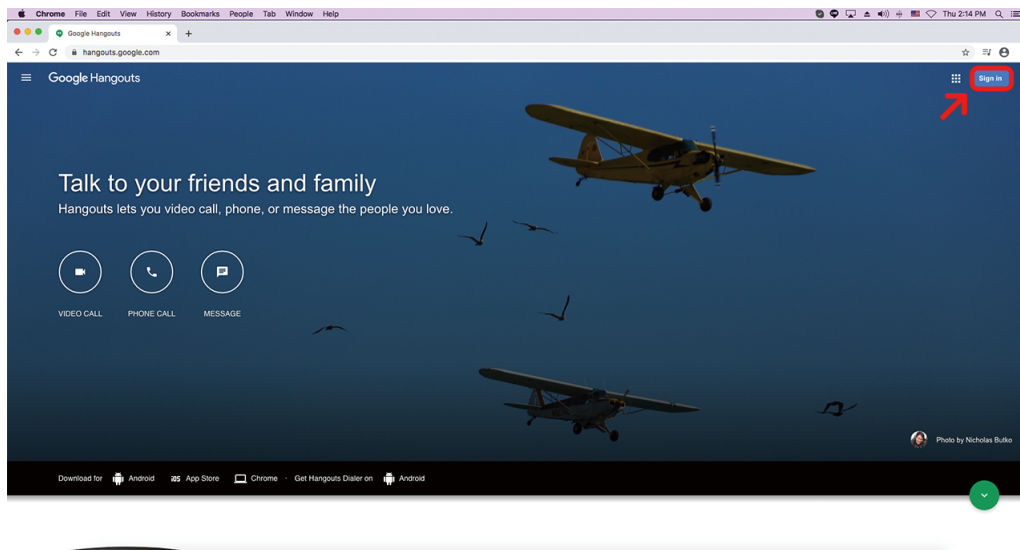 Chrome File Edit View History Bookmarks People Tab Window Help
Thu 2:14 PM
Google Hangouts
hangouts.google.com
Google Hangouts
Sign in
Talk to your friends and family
Hangouts lets you video call, phone, or message the people you love.
VIDEO CALL PHONE CALL MESSAGE
Photo by Nicholas Butko
Download for Android iOS App Store Chrome · Get Hangouts Dialer on Android